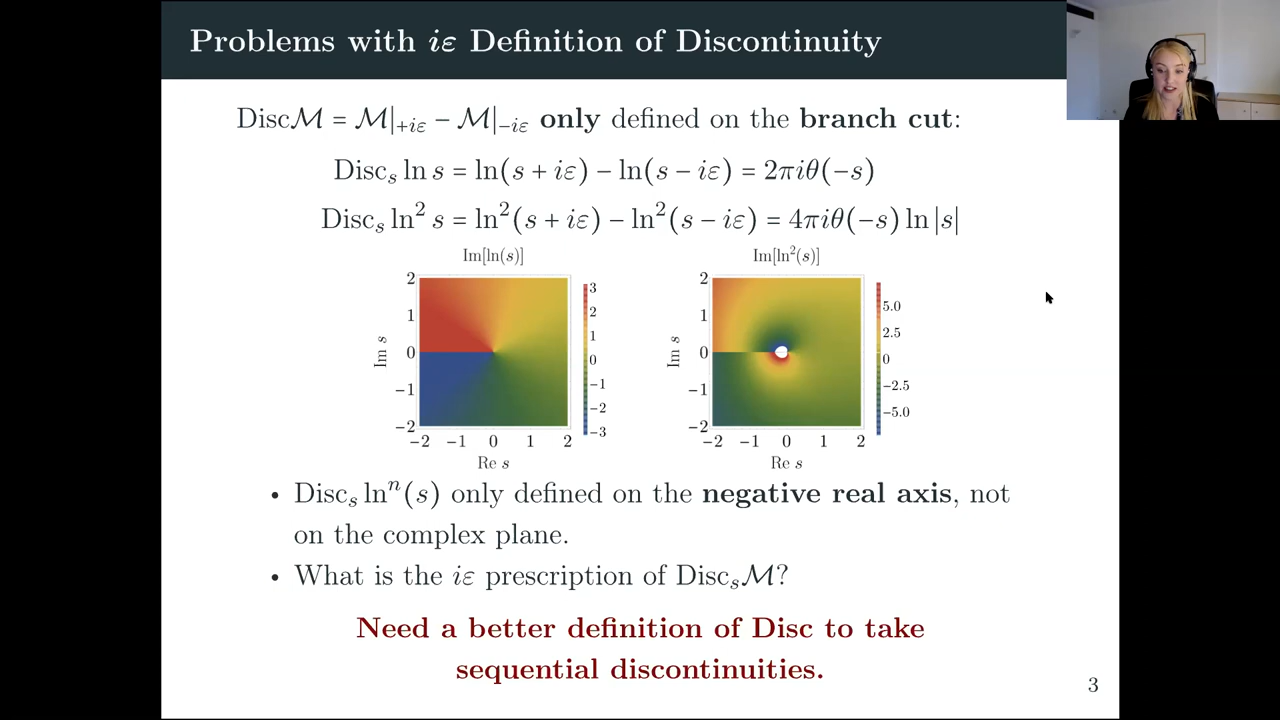 Problems with iε Definition of Discontinuity
Discℳ = ℳ|₊iε − ℳ|₋iε only defined on the branch cut:
Discₛ ln s = ln(s + iε) − ln(s − iε) = 2πiθ(−s)
Discₛ ln² s = ln²(s + iε) − ln²(s − iε) = 4πiθ(−s) ln |s|
Im[ln(s)]
2
1
0
−1
−2
Im s
−2 −1 0 1 2
Re s
3
2
1
0
−1
−2
−3
Im[ln²(s)]
2
1
0
−1
−2
Im s
−2 −1 0 1 2
Re s
5.0
2.5
0
−2.5
−5.0
• Discₛ lnⁿ(s) only defined on the negative real axis, not
on the complex plane.
• What is the iε prescription of Discₛℳ?
Need a better definition of Disc to take
sequential discontinuities.
3